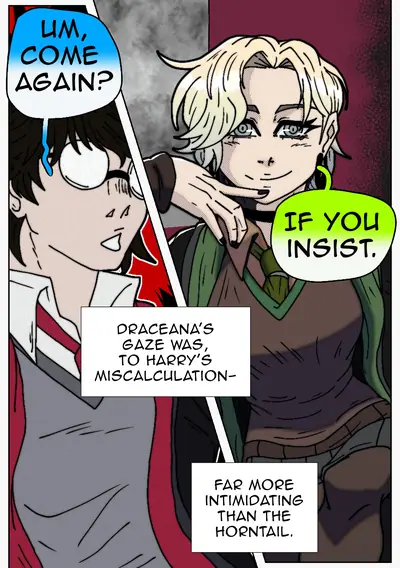 UM,
COME
AGAIN?
IF YOU
INSIST.
DRACEANA'S
GAZE WAS,
TO HARRY'S
MISCALCULATION-
FAR MORE
INTIMIDATING
THAN THE
HORNTAIL.